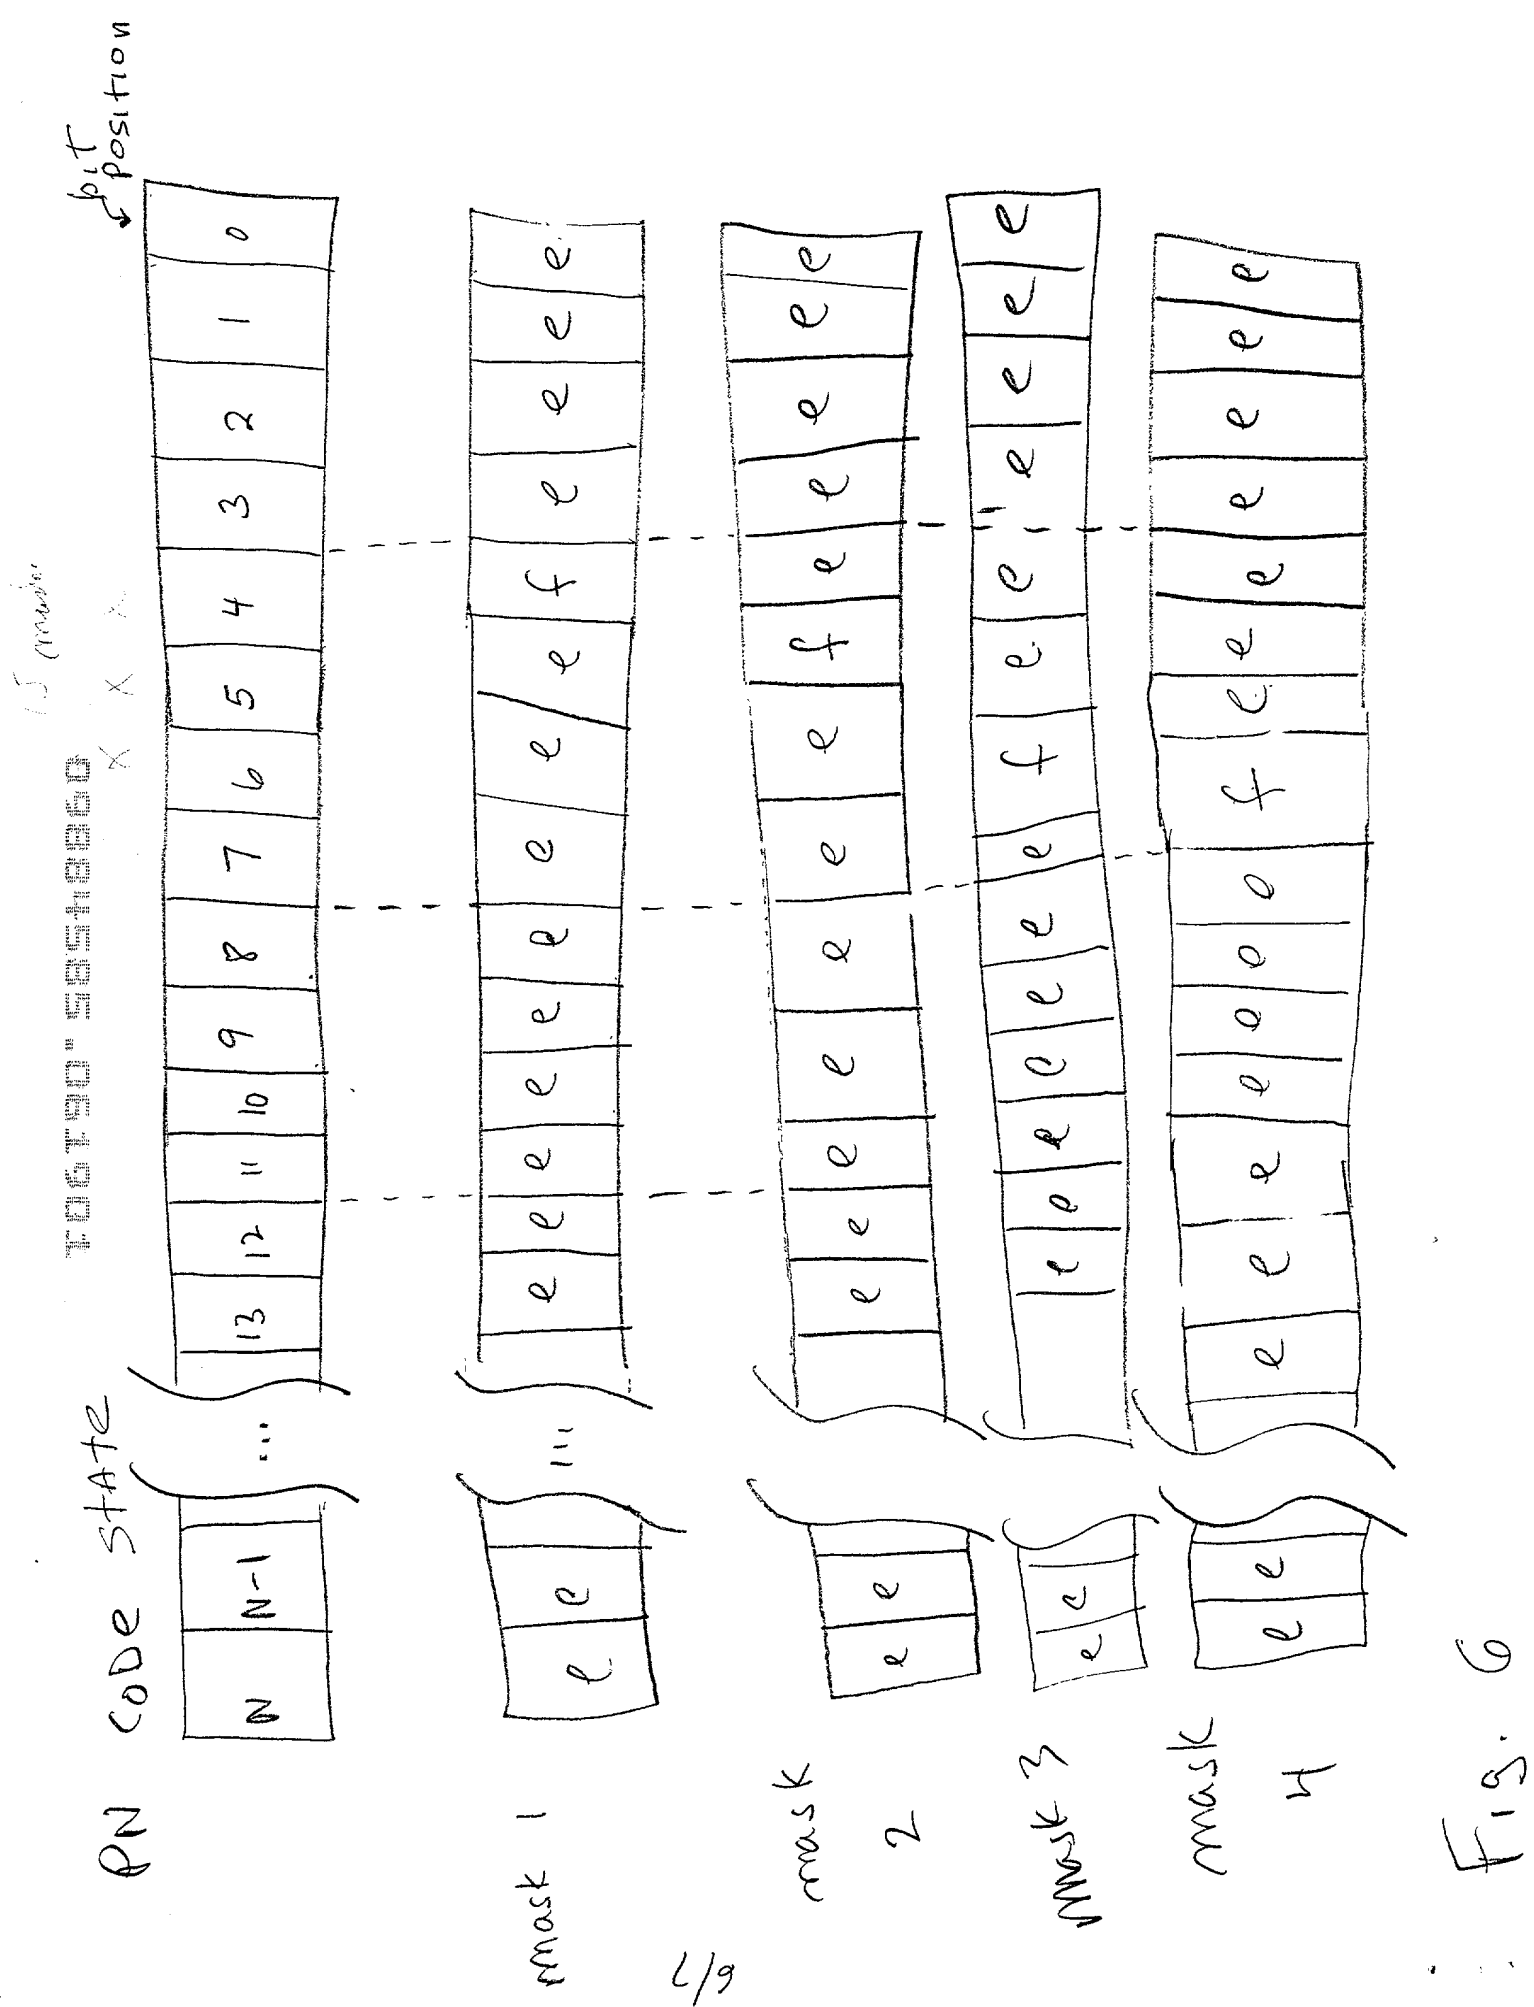 PN CODE STATE
bit
position
N N-1 ... 13 12 11 10 9 8 7 6 5 4 3 2 1 0
x x x
mask 1
e e ... e e e e e e e e e f e e e e
mask
2
e e e e e e e e e f e e e e e
mask 3
e e e e e e e e e f e e e e e e
mask
4
e e e e e e e e e f e e e e e e e
6/9
Fig. 6